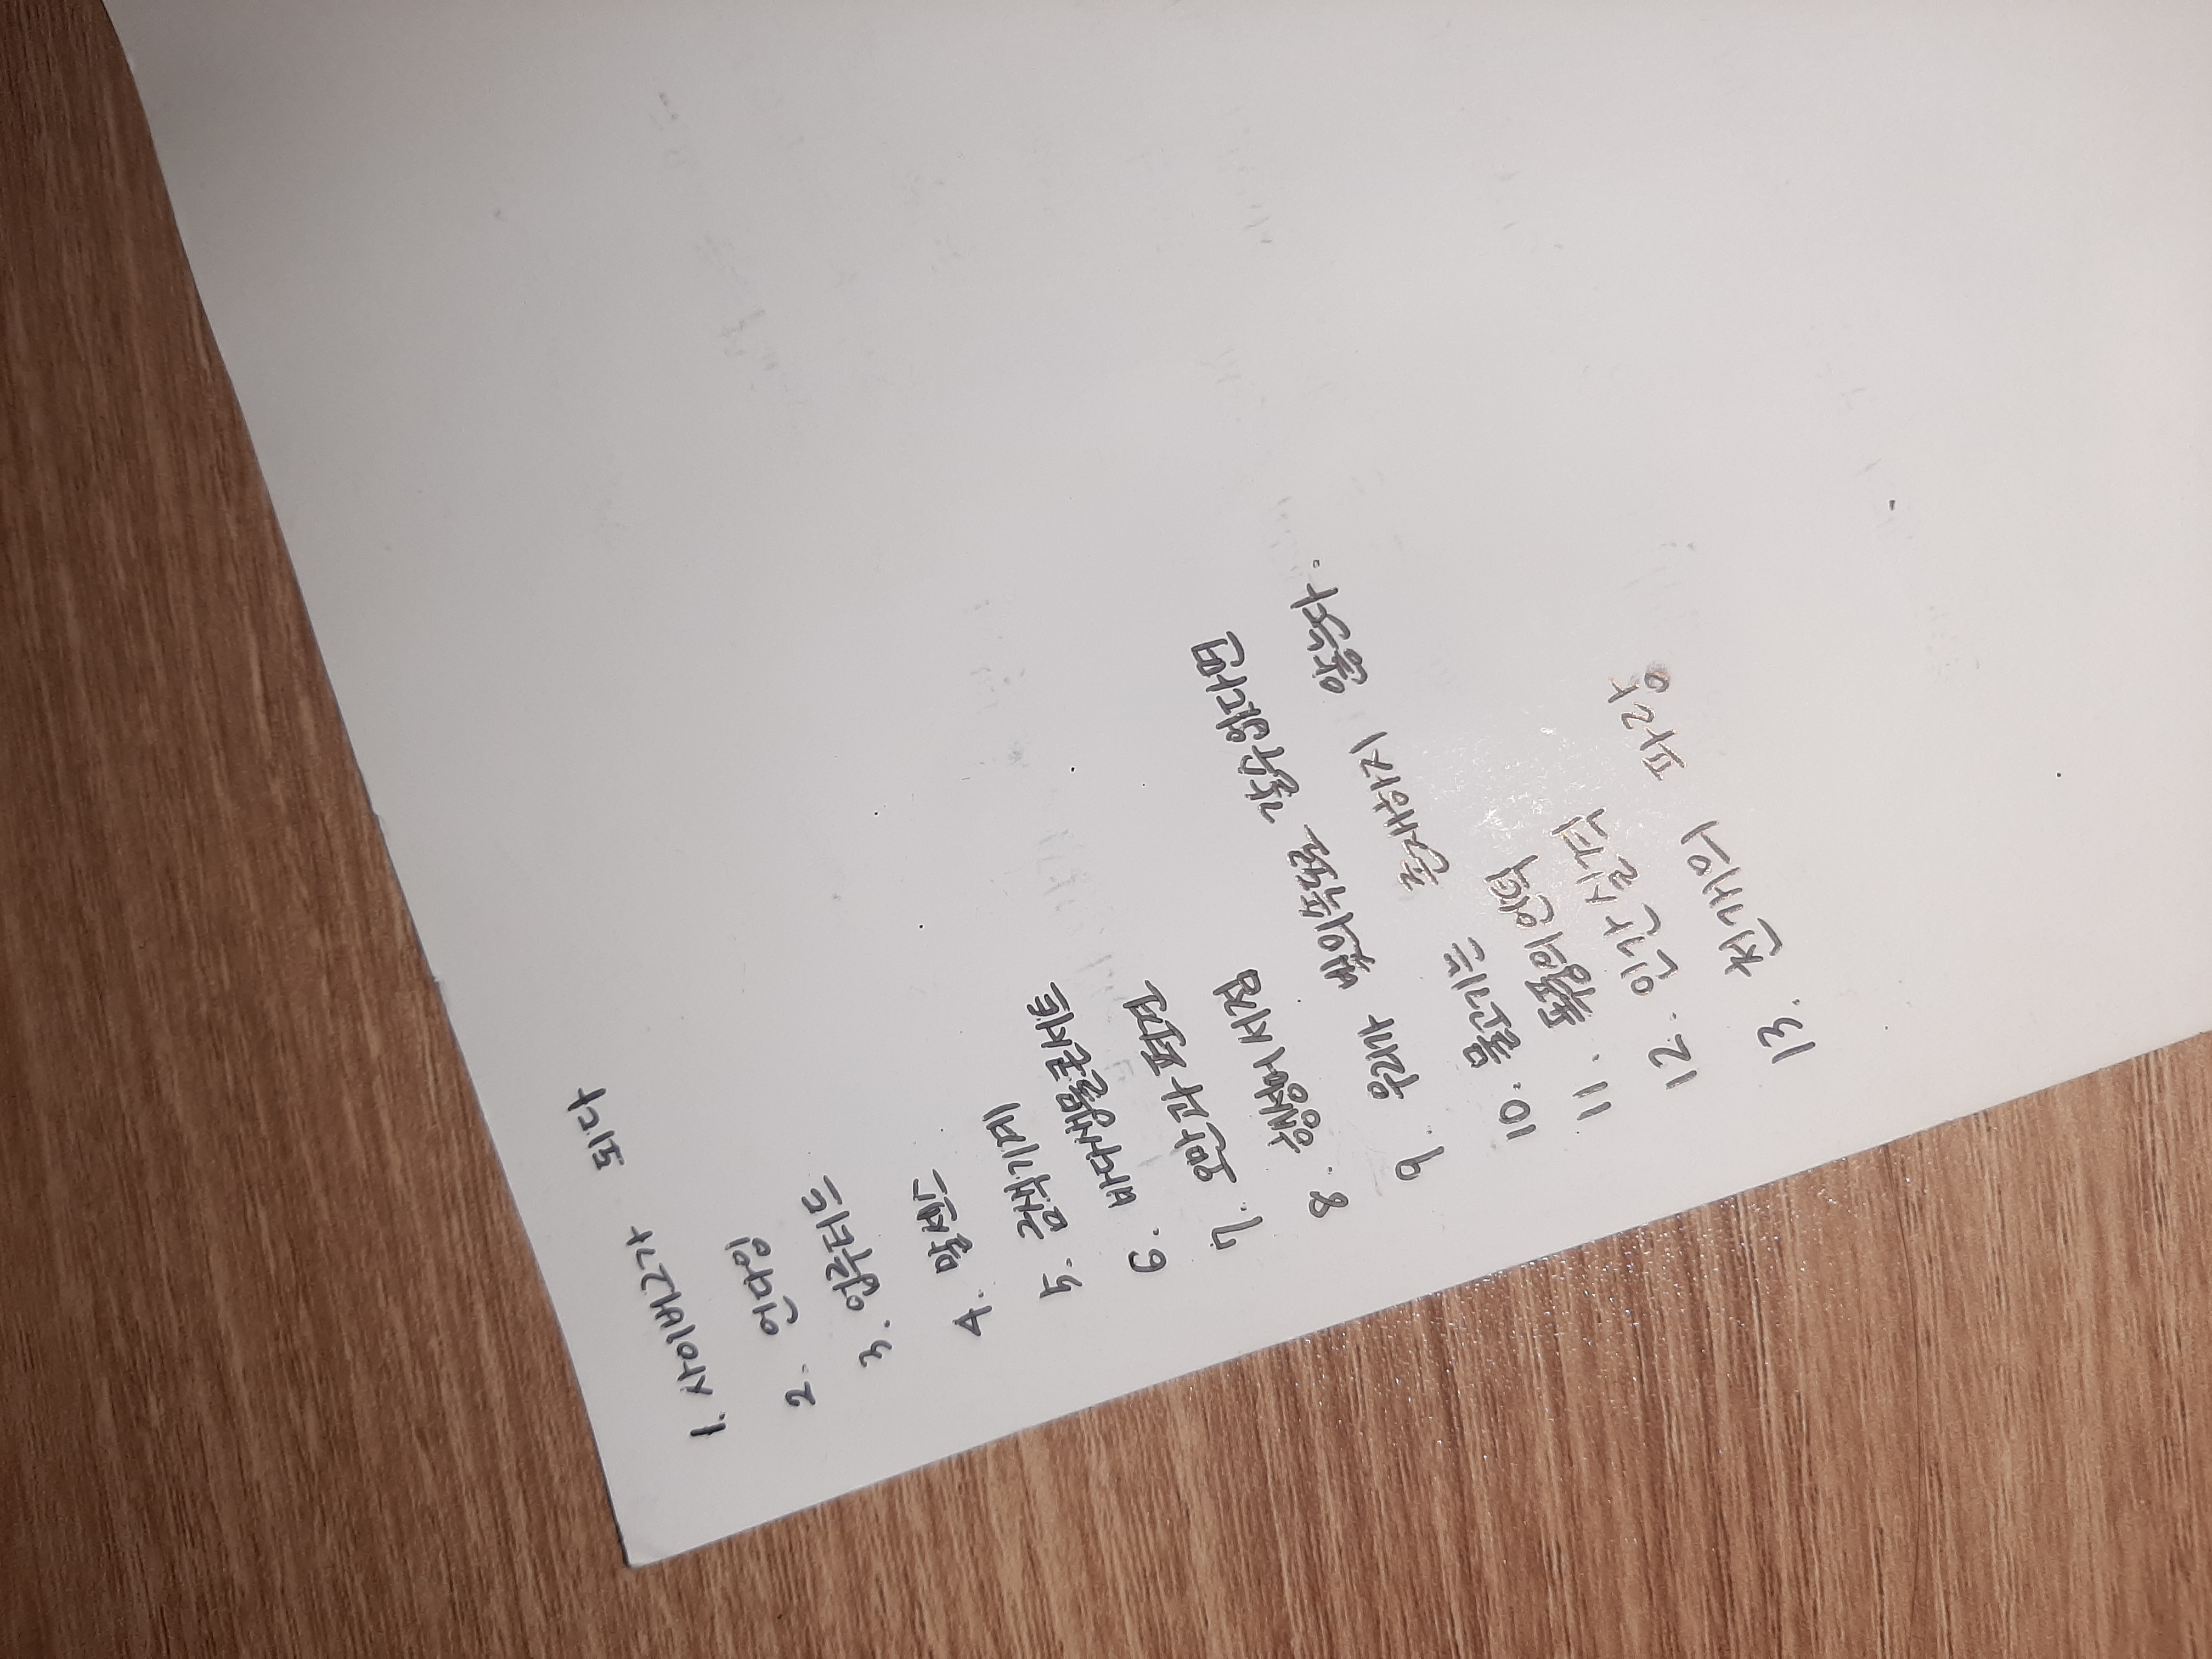 1. 사이버그가 되다
2. 언다잉
3. 업루티드
4. 말센스
5. 금색기계
6. 바다생물콘서트
7. 오만과 편견
8. 행성어 서점
9. 우리가 빛의속도로 갈수없다면
10. 물고기는 존재하지 않는다.
11. 폭풍의 언덕
12. 인간 실격
13. 천개의 파랑